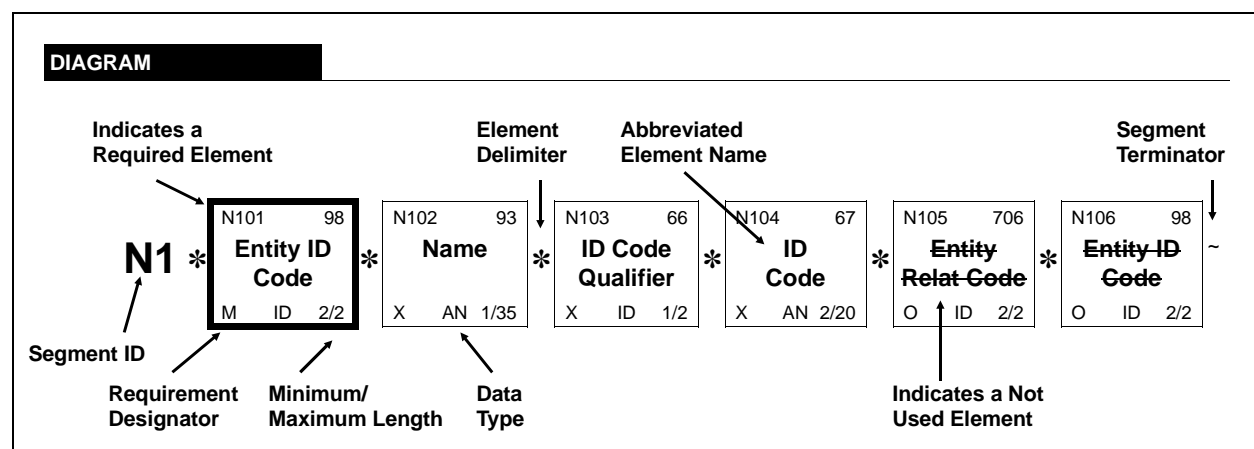 DIAGRAM
Indicates a
Required Element
Element
Delimiter
Abbreviated
Element Name
Segment
Terminator
N1 *
N101 98
Entity ID
Code
M ID 2/2
*
N102 93
Name
X AN 1/35
*
N103 66
ID Code
Qualifier
X ID 1/2
*
N104 67
ID
Code
X AN 2/20
*
N105 706
Entity
Relat Code
O ID 2/2
*
N106 98
Entity ID
Code
O ID 2/2
~
Segment ID
Requirement
Designator
Minimum/
Maximum Length
Data
Type
Indicates a Not
Used Element